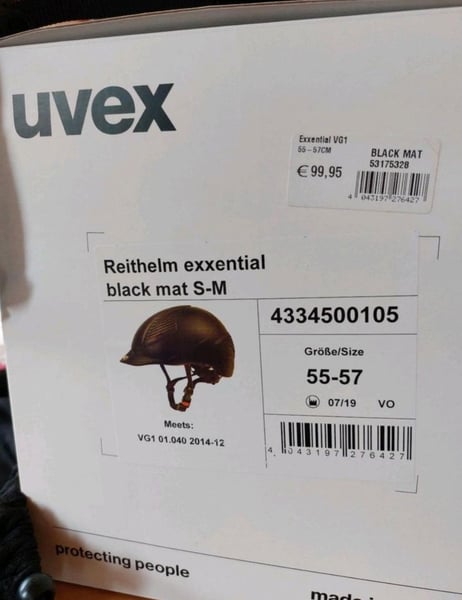 uvex
Exxential VG1
55 - 57CM
BLACK MAT
53175328
€ 99,95
4 043197 276427
Reithelm exxential
black mat S-M
4334500105
Größe/Size
55-57
07/19 VO
Meets:
VG1 01.040 2014-12
4 043197 276427
protecting people
made